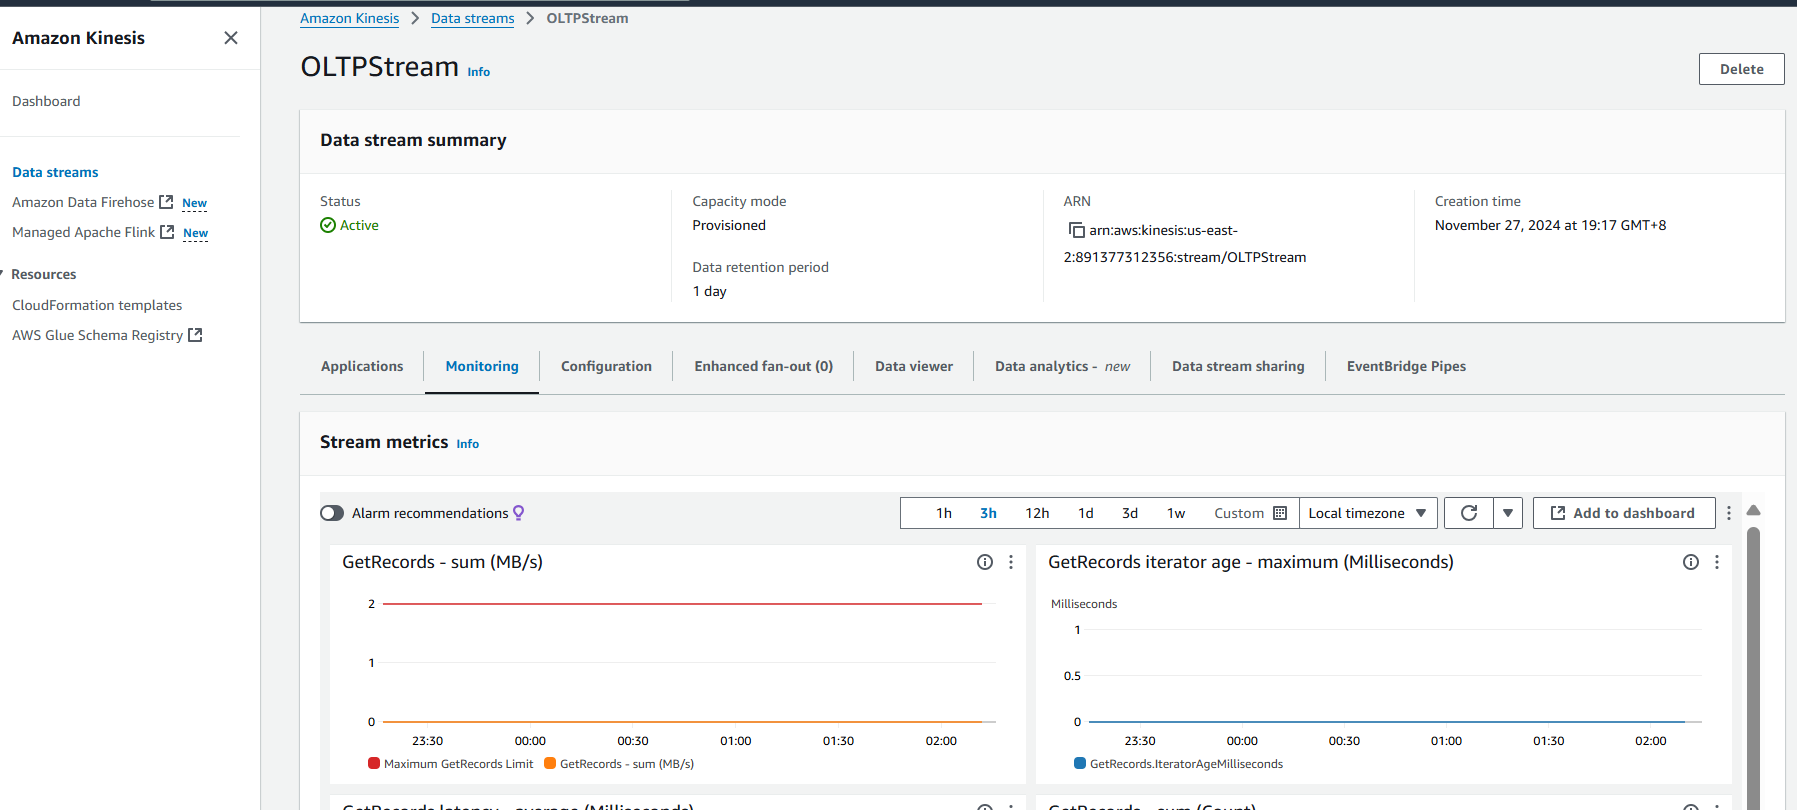 Amazon Kinesis
Dashboard
Data streams
Amazon Data Firehose New
Managed Apache Flink New
Resources
CloudFormation templates
AWS Glue Schema Registry
Amazon Kinesis > Data streams > OLTPStream
OLTPStream Info
Delete
Data stream summary
Status
Active
Capacity mode
Provisioned
Data retention period
1 day
ARN
arn:aws:kinesis:us-east-
2:891377312356:stream/OLTPStream
Creation time
November 27, 2024 at 19:17 GMT+8
Applications Monitoring Configuration Enhanced fan-out (0) Data viewer Data analytics - new Data stream sharing EventBridge Pipes
Stream metrics Info
Alarm recommendations
1h 3h 12h 1d 3d 1w Custom Local timezone Add to dashboard
GetRecords - sum (MB/s)
2
1
0
23:30 00:00 00:30 01:00 01:30 02:00
Maximum GetRecords Limit GetRecords - sum (MB/s)
GetRecords iterator age - maximum (Milliseconds)
Milliseconds
1
0.5
0
23:30 00:00 00:30 01:00 01:30 02:00
GetRecords.IteratorAgeMilliseconds
GetRecords latency - average (Milliseconds)
GetRecords - sum (Count)